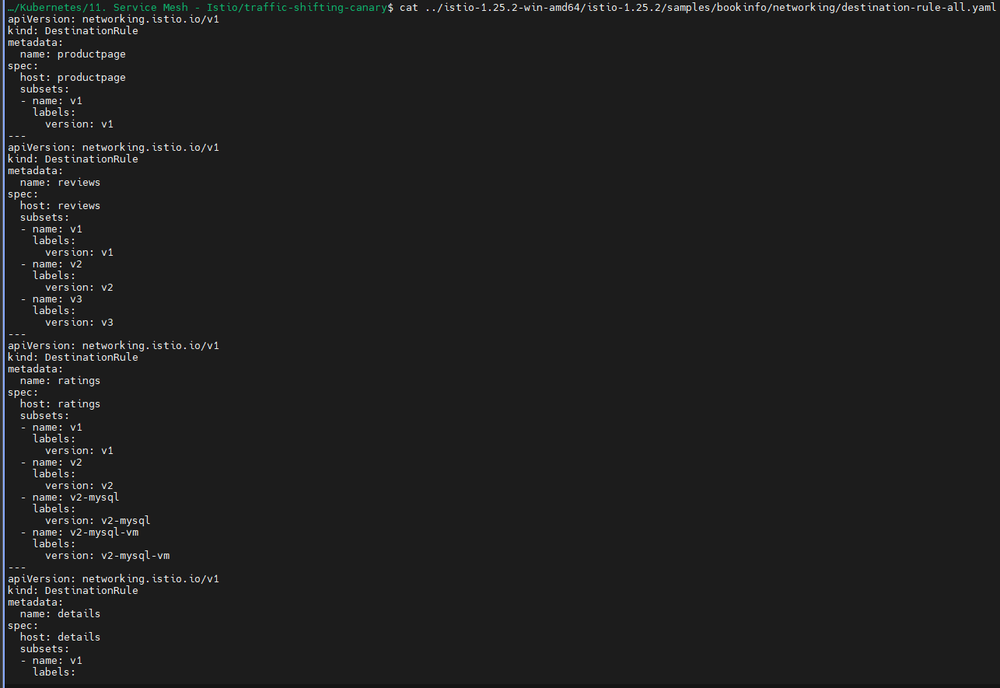 …/Kubernetes/11. Service Mesh - Istio/traffic-shifting-canary$ cat ../istio-1.25.2-win-amd64/istio-1.25.2/samples/bookinfo/networking/destination-rule-all.yaml
apiVersion: networking.istio.io/v1
kind: DestinationRule
metadata:
  name: productpage
spec:
  host: productpage
  subsets:
  - name: v1
    labels:
      version: v1
---
apiVersion: networking.istio.io/v1
kind: DestinationRule
metadata:
  name: reviews
spec:
  host: reviews
  subsets:
  - name: v1
    labels:
      version: v1
  - name: v2
    labels:
      version: v2
  - name: v3
    labels:
      version: v3
---
apiVersion: networking.istio.io/v1
kind: DestinationRule
metadata:
  name: ratings
spec:
  host: ratings
  subsets:
  - name: v1
    labels:
      version: v1
  - name: v2
    labels:
      version: v2
  - name: v2-mysql
    labels:
      version: v2-mysql
  - name: v2-mysql-vm
    labels:
      version: v2-mysql-vm
---
apiVersion: networking.istio.io/v1
kind: DestinationRule
metadata:
  name: details
spec:
  host: details
  subsets:
  - name: v1
    labels: